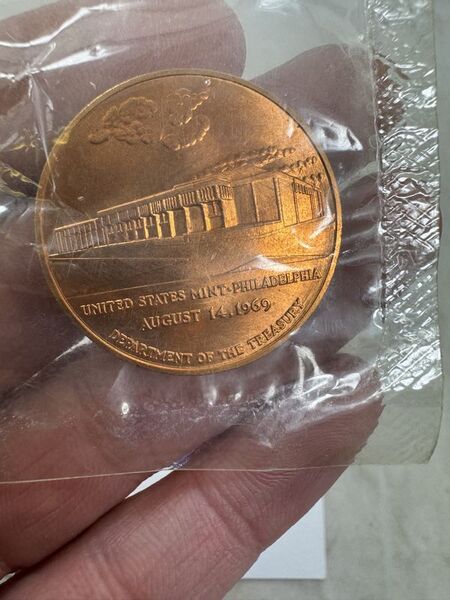 UNITED STATES MINT·PHILADELPHIA
AUGUST 14, 1969
DEPARTMENT OF THE TREASURY